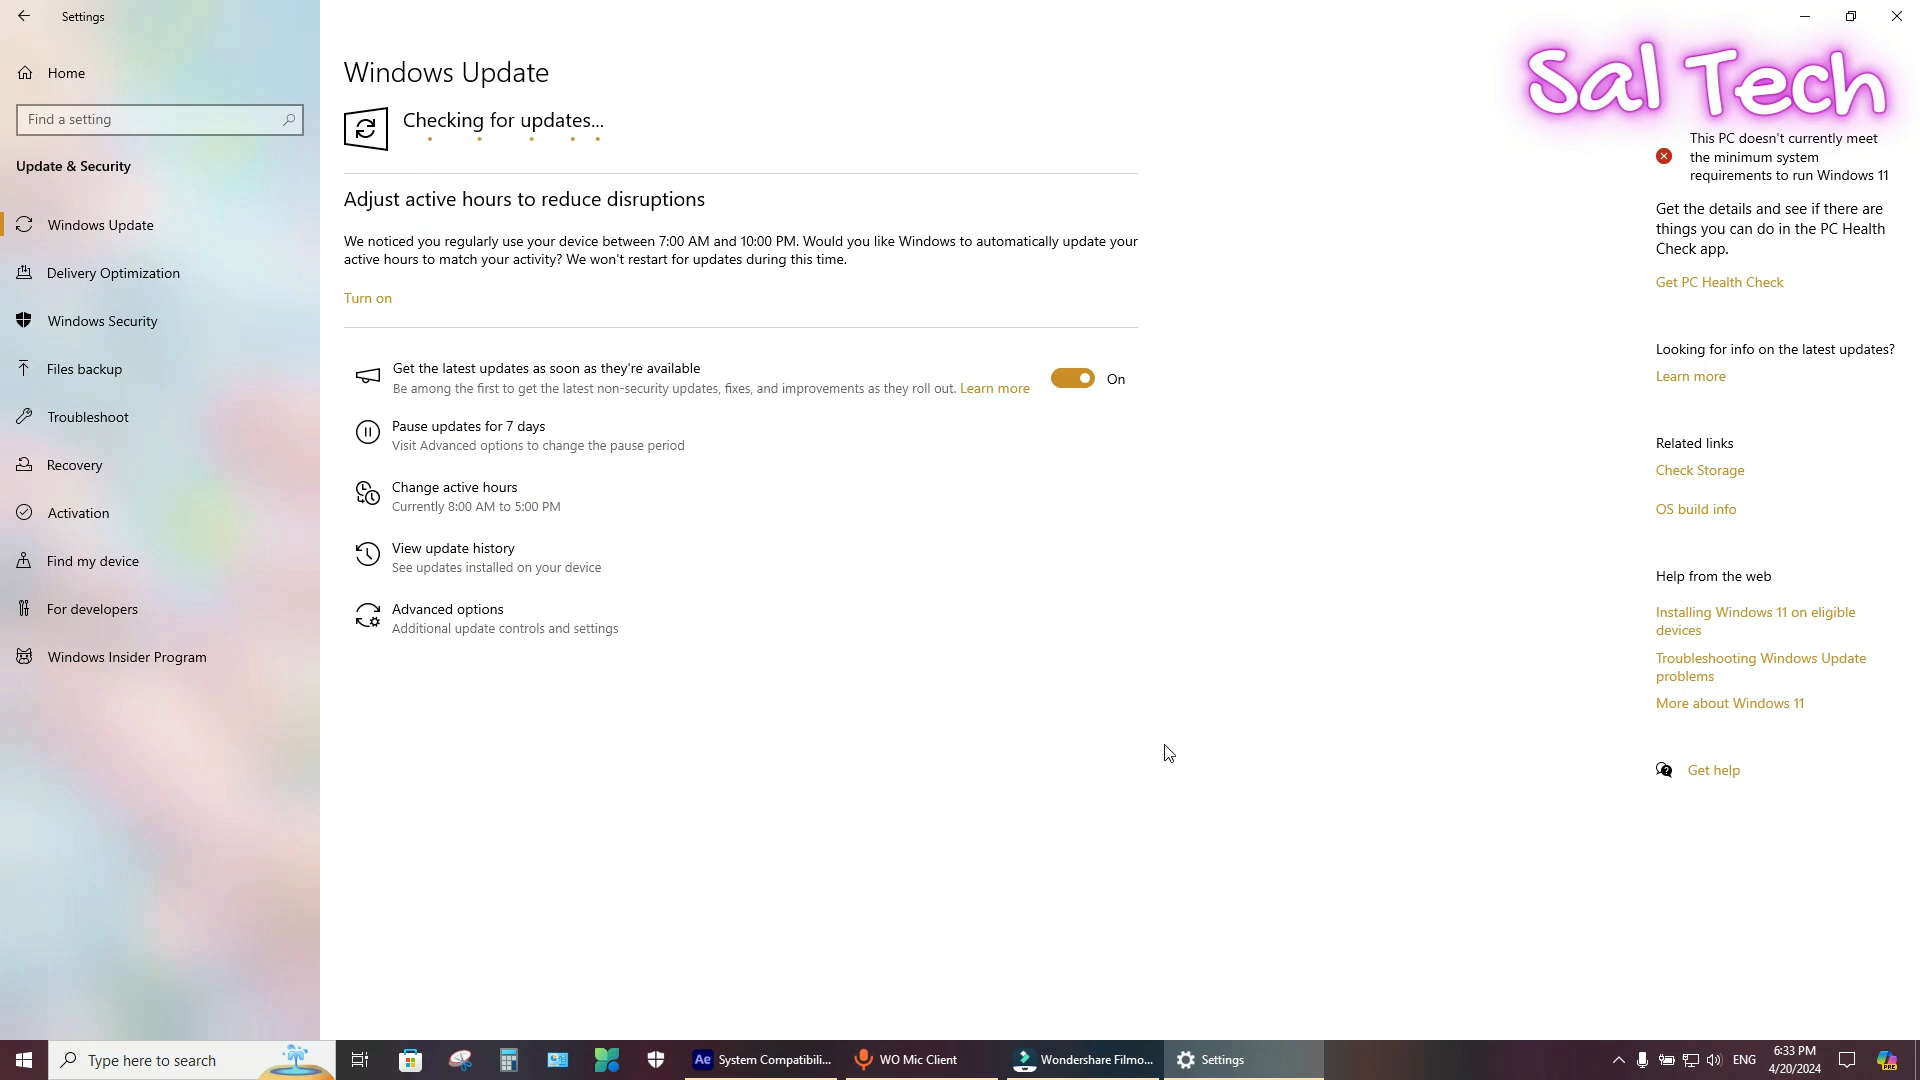 Settings
Home
Find a setting
Update & Security
Windows Update
Delivery Optimization
Windows Security
Files backup
Troubleshoot
Recovery
Activation
Find my device
For developers
Windows Insider Program
Windows Update
Checking for updates...
Adjust active hours to reduce disruptions
We noticed you regularly use your device between 7:00 AM and 10:00 PM. Would you like Windows to automatically update your
active hours to match your activity? We won't restart for updates during this time.
Turn on
Get the latest updates as soon as they're available
Be among the first to get the latest non-security updates, fixes, and improvements as they roll out. Learn more
On
Pause updates for 7 days
Visit Advanced options to change the pause period
Change active hours
Currently 8:00 AM to 5:00 PM
View update history
See updates installed on your device
Advanced options
Additional update controls and settings
Sal Tech
This PC doesn't currently meet
the minimum system
requirements to run Windows 11
Get the details and see if there are
things you can do in the PC Health
Check app.
Get PC Health Check
Looking for info on the latest updates?
Learn more
Related links
Check Storage
OS build info
Help from the web
Installing Windows 11 on eligible
devices
Troubleshooting Windows Update
problems
More about Windows 11
Get help
Type here to search
Ae System Compatibili...
WO Mic Client
Wondershare Filmo...
Settings
ENG
6:33 PM
4/20/2024
PRE